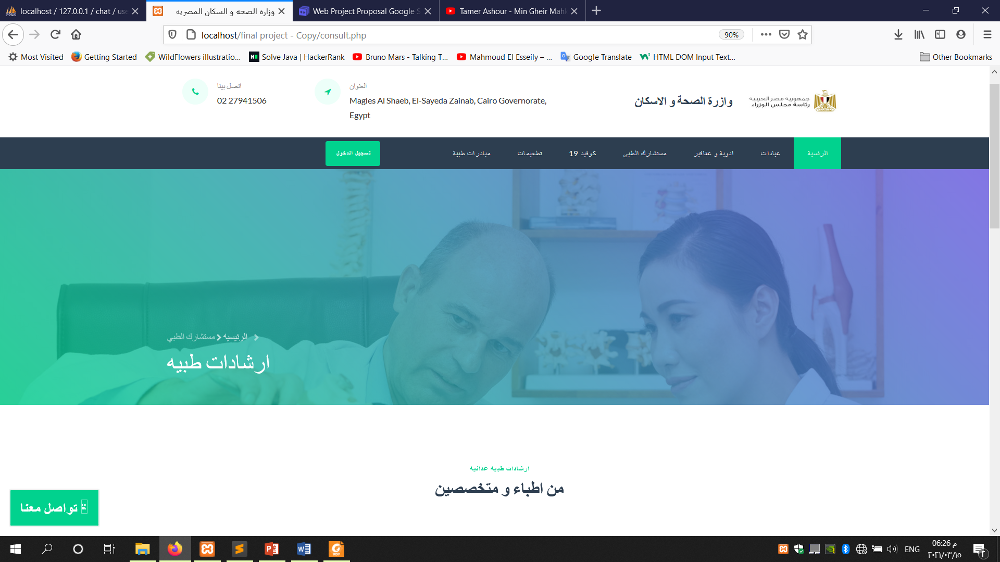 localhost / 127.0.0.1 / chat / use
وزاره الصحه و السكان المصريه
Web Project Proposal Google S
Tamer Ashour - Min Gheir Mahk
localhost/final project - Copy/consult.php
90%
Most Visited
Getting Started
WildFlowers illustratio...
Solve Java | HackerRank
Bruno Mars - Talking T...
Mahmoud El Esseily – ...
Google Translate
HTML DOM Input Text...
Other Bookmarks
جمهورية مصر العربية
رئاسة مجلس الوزراء
وازرة الصحة و الاسكان
العنوان
Magles Al Shaeb, El-Sayeda Zainab, Cairo Governorate,
Egypt
اتصل بينا
02 27941506
الرئسية
عيادات
ادوية و عقاقير
مستشارك الطبى
كوفيد 19
تطعيمات
مبادرات طبية
تسجيل الدخول
الرئيسيه
مستشارك الطبي
ارشادات طبيه
ارشادات طبيه غذائيه
من اطباء و متخصصين
تواصل معنا
ENG
06:26 م
٢٠٢١/٠٣/١٥
٢